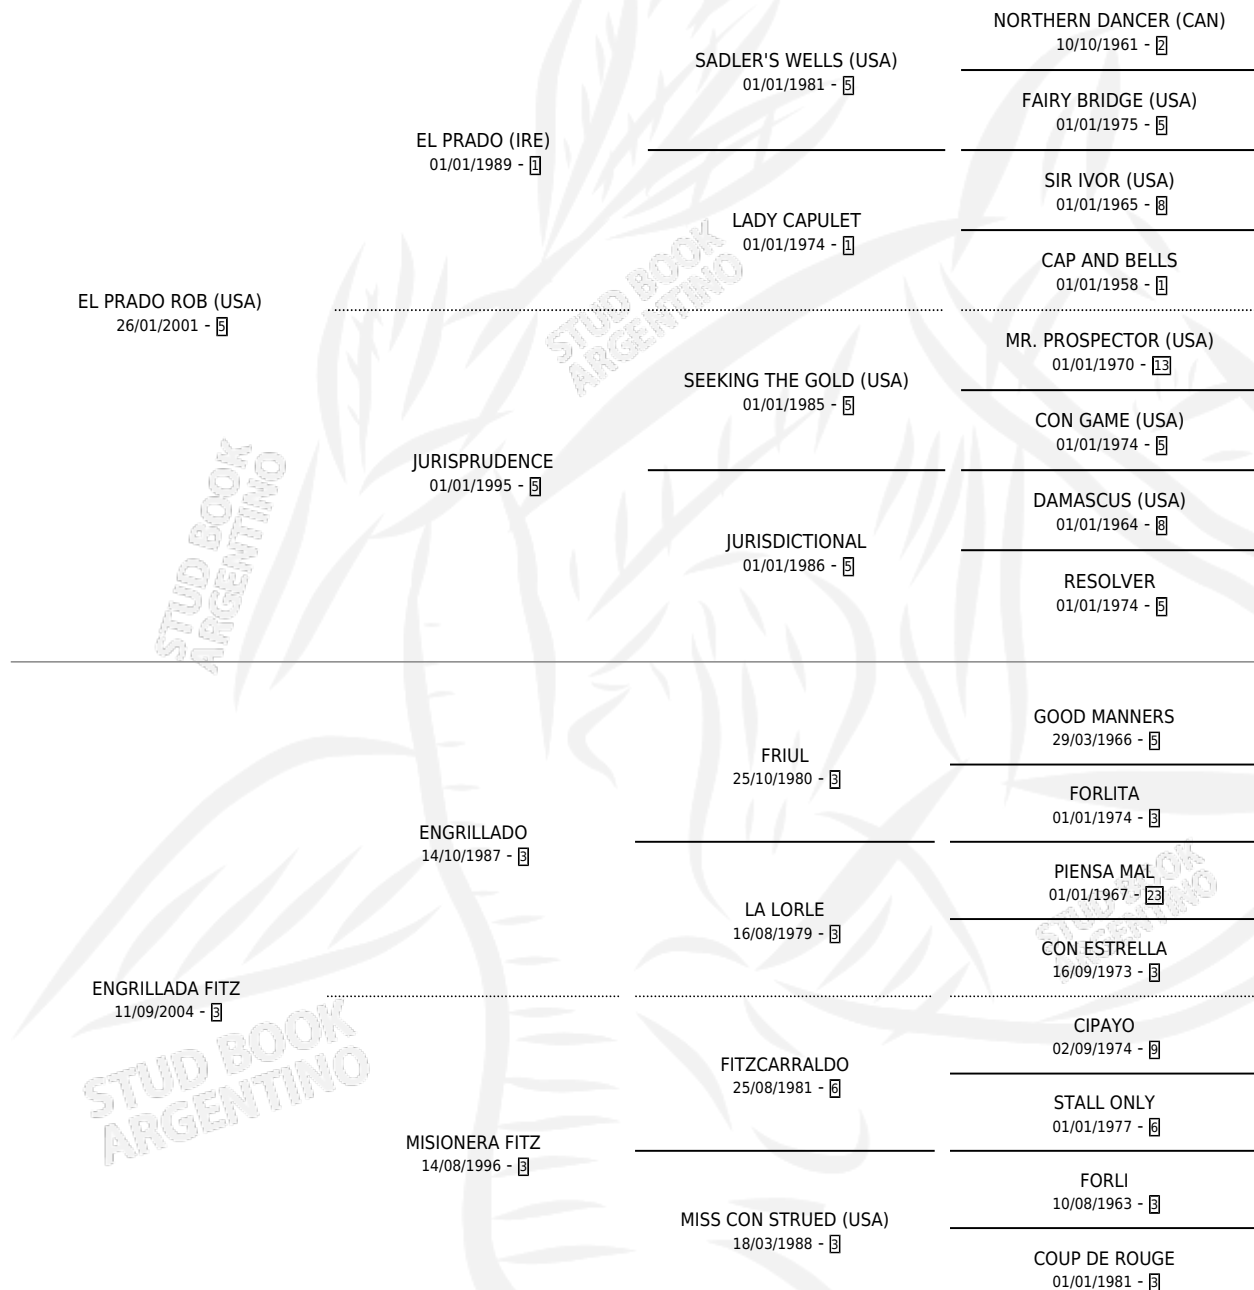 NORTHERN DANCER (CAN)
10/10/1961 - 2
SADLER'S WELLS (USA)
01/01/1981 - 5
FAIRY BRIDGE (USA)
01/01/1975 - 5
EL PRADO (IRE)
01/01/1989 - 1
SIR IVOR (USA)
01/01/1965 - 8
LADY CAPULET
01/01/1974 - 1
CAP AND BELLS
01/01/1958 - 1
EL PRADO ROB (USA)
26/01/2001 - 5
STUD BOOK
ARGENTINO
MR. PROSPECTOR (USA)
01/01/1970 - 13
SEEKING THE GOLD (USA)
01/01/1985 - 5
CON GAME (USA)
01/01/1974 - 5
JURISPRUDENCE
01/01/1995 - 5
DAMASCUS (USA)
01/01/1964 - 8
JURISDICTIONAL
01/01/1986 - 5
RESOLVER
01/01/1974 - 5
STUD BOOK
ARGENTINO
GOOD MANNERS
29/03/1966 - 5
FRIUL
25/10/1980 - 3
FORLITA
01/01/1974 - 3
ENGRILLADO
14/10/1987 - 3
PIENSA MAL
01/01/1967 - 23
LA LORLE
16/08/1979 - 3
STUD BOOK
ARGENTINO
CON ESTRELLA
16/09/1973 - 3
ENGRILLADA FITZ
11/09/2004 - 3
CIPAYO
02/09/1974 - 9
FITZCARRALDO
25/08/1981 - 6
STUD BOOK
ARGENTINO
STALL ONLY
01/01/1977 - 6
MISIONERA FITZ
14/08/1996 - 3
FORLI
10/08/1963 - 3
MISS CON STRUED (USA)
18/03/1988 - 3
COUP DE ROUGE
01/01/1981 - 3